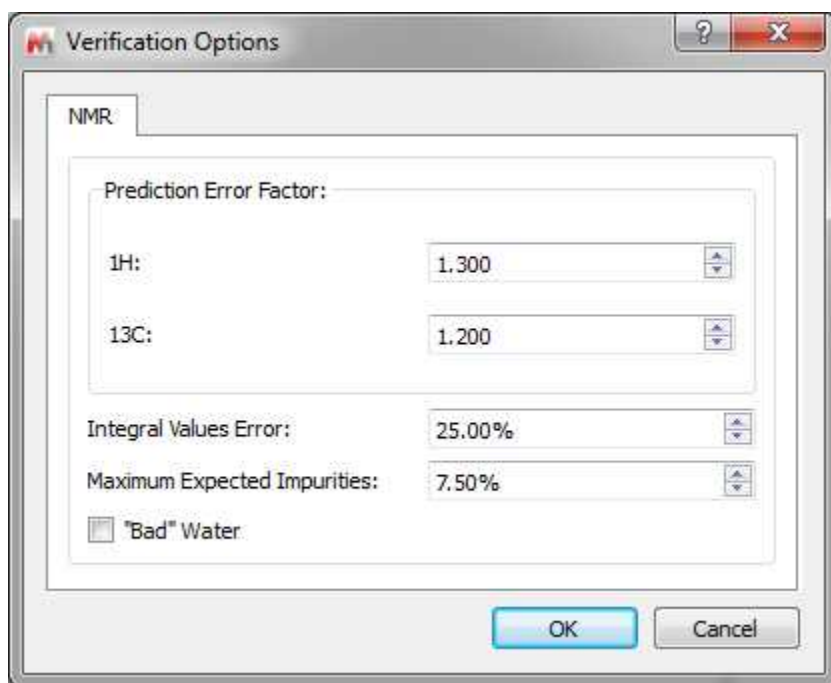 Verification Options
NMR
Prediction Error Factor:
1H: 1.300
13C: 1.200
Integral Values Error: 25.00%
Maximum Expected Impurities: 7.50%
"Bad" Water
OK Cancel